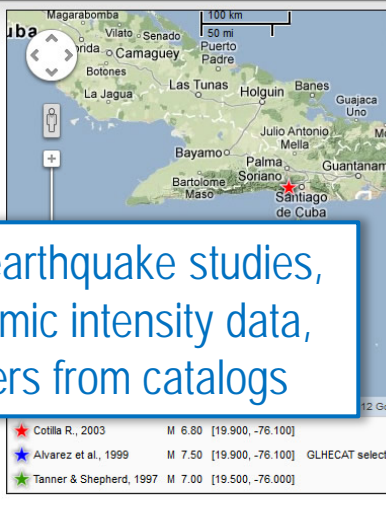 Magarabomba
100 km
uba
Vilato
Senado
50 mi
Puerto
Padre
Camaguey
Botones
Las Tunas
Holguin
Banes
La Jagua
Guajaca
Uno
Julio Antonio
Mella
Bayamo
Palma
Soriano
Guantanam
Bartolome
Maso
Santiago
de Cuba
earthquake studies,
mic intensity data,
ers from catalogs
Cotilla R., 2003 M 6.80 [19.900, -76.100]
Alvarez et al., 1999 M 7.50 [19.900, -76.100] GLHECAT select
Tanner & Shepherd, 1997 M 7.00 [19.500, -76.000]